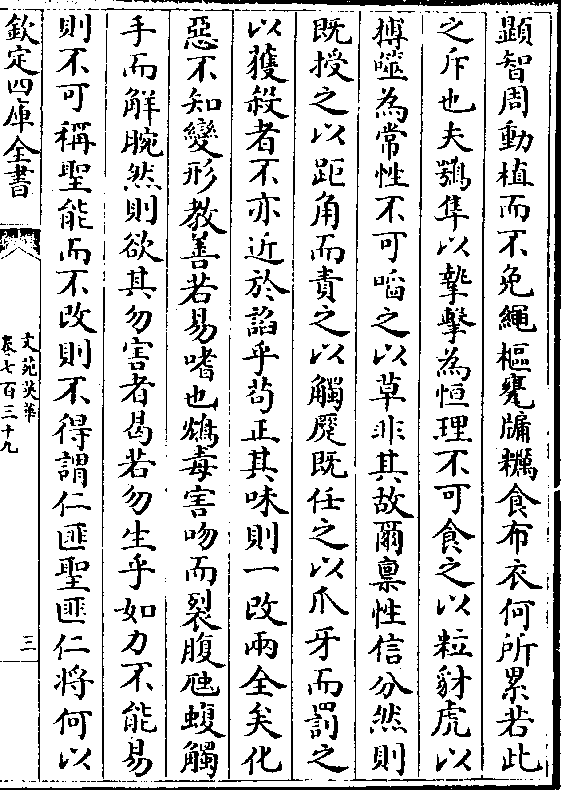 顯智周動植而不免繩樞甕牖糲食布衣何所累若此
之斥也夫鶚隼以摯擊為恒理不可食之以粒豺虎以
搏噬為常性不可啗之以草非其故爾禀性信分然則
既授之以距角而責之以觸㞘既任之以爪牙而罰之
以獲殺者不亦近於諂乎茍正其味則一改兩全矣化
惡不知變形教善若易嗜也鴆毒害吻而裂腹虺蝮觸
手而解腕然則欲其勿害者曷若勿生乎如力不能易
則不可稱聖能而不改則不得謂仁匪聖匪仁將何以
欽定四庫全書
文苑英華
卷七百三十九
三